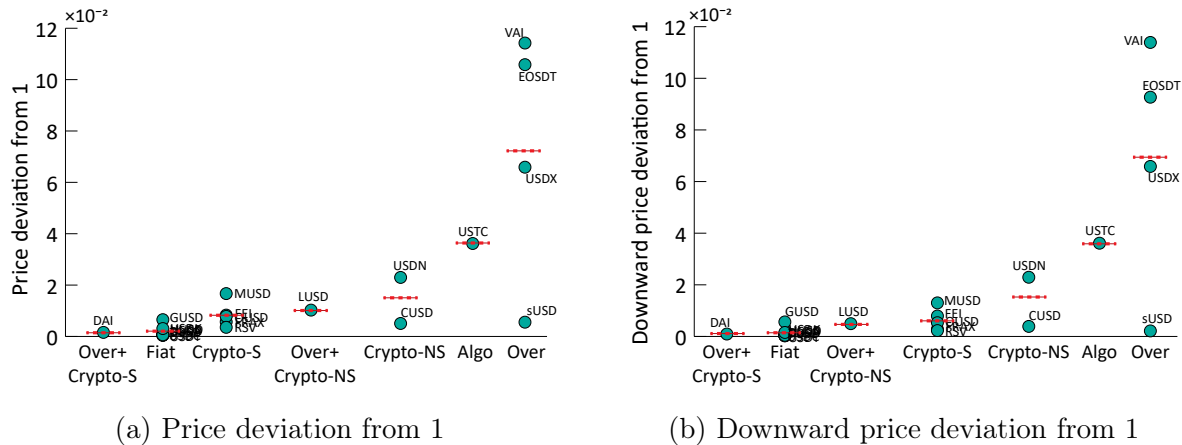 ×10⁻²
12
10
8
6
4
2
0
Price deviation from 1
DAI
GUSD
MUSD
FEI
RSV
LUSD
USDN
CUSD
USTC
VAI
EOSDT
USDX
sUSD
Over+ Fiat Crypto-S Over+ Crypto-NS Algo Over
Crypto-S Crypto-NS
(a) Price deviation from 1
×10⁻²
12
10
8
6
4
2
0
Downward price deviation from 1
DAI
GUSD
LUSD
MUSD
FEI
RSV
USDN
CUSD
USTC
VAI
EOSDT
USDX
sUSD
Over+ Fiat Over+ Crypto-S Crypto-NS Algo Over
Crypto-S Crypto-NS
(b) Downward price deviation from 1